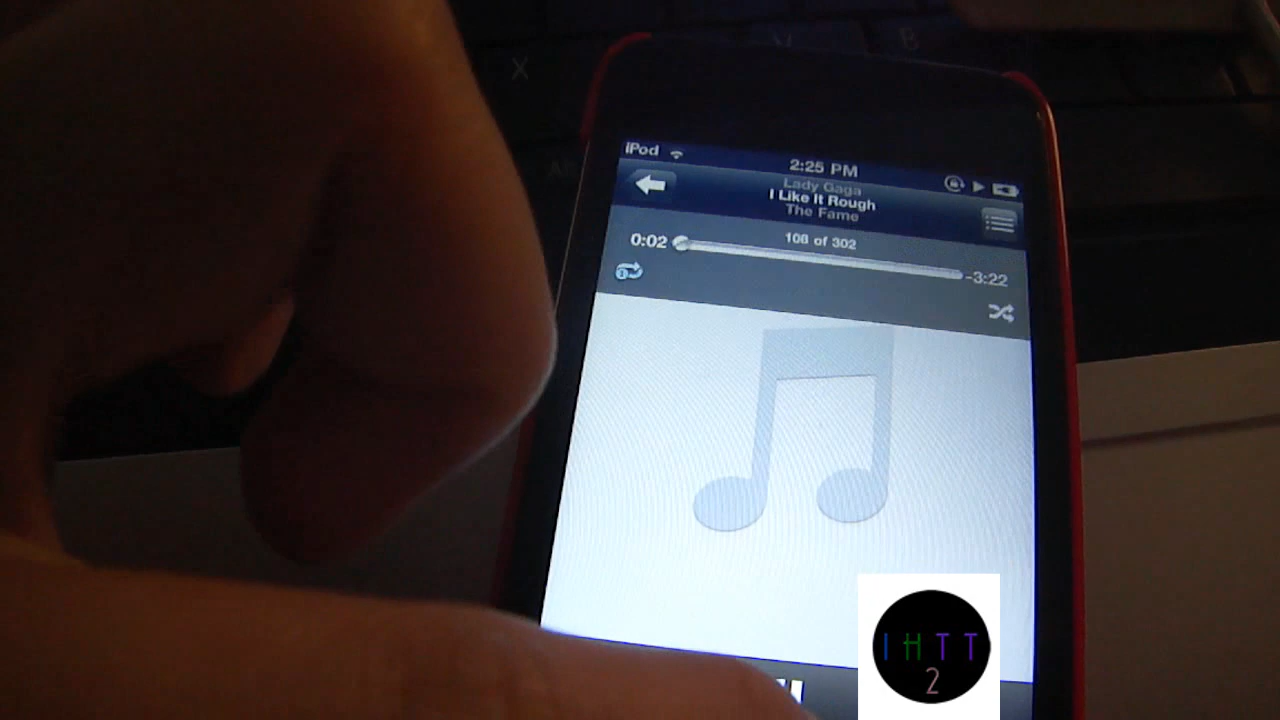 X
V
B
iPod
2:25 PM
Lady Gaga
I Like It Rough
The Fame
108 of 302
0:02
-3:22
1
IHTT
2